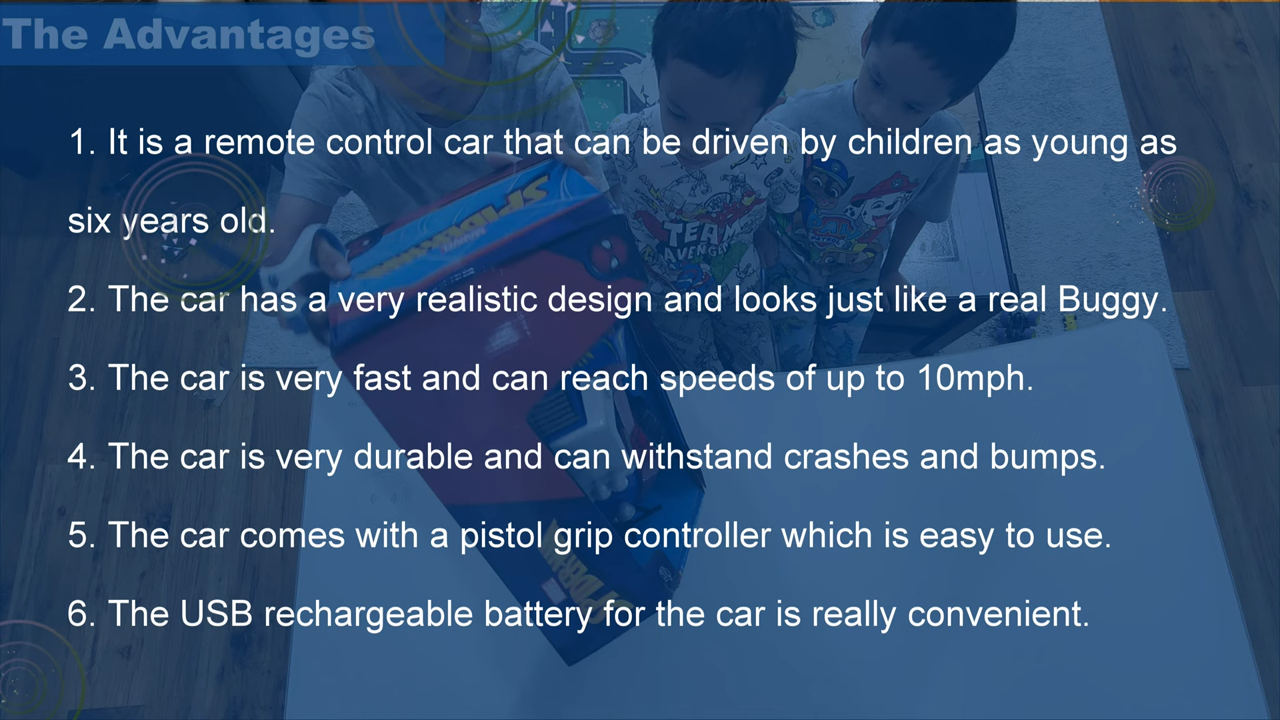 The Advantages
1. It is a remote control car that can be driven by children as young as
six years old.
2. The car has a very realistic design and looks just like a real Buggy.
3. The car is very fast and can reach speeds of up to 10mph.
4. The car is very durable and can withstand crashes and bumps.
5. The car comes with a pistol grip controller which is easy to use.
6. The USB rechargeable battery for the car is really convenient.
SPIDER-MAN
TEAM
AVENGERS